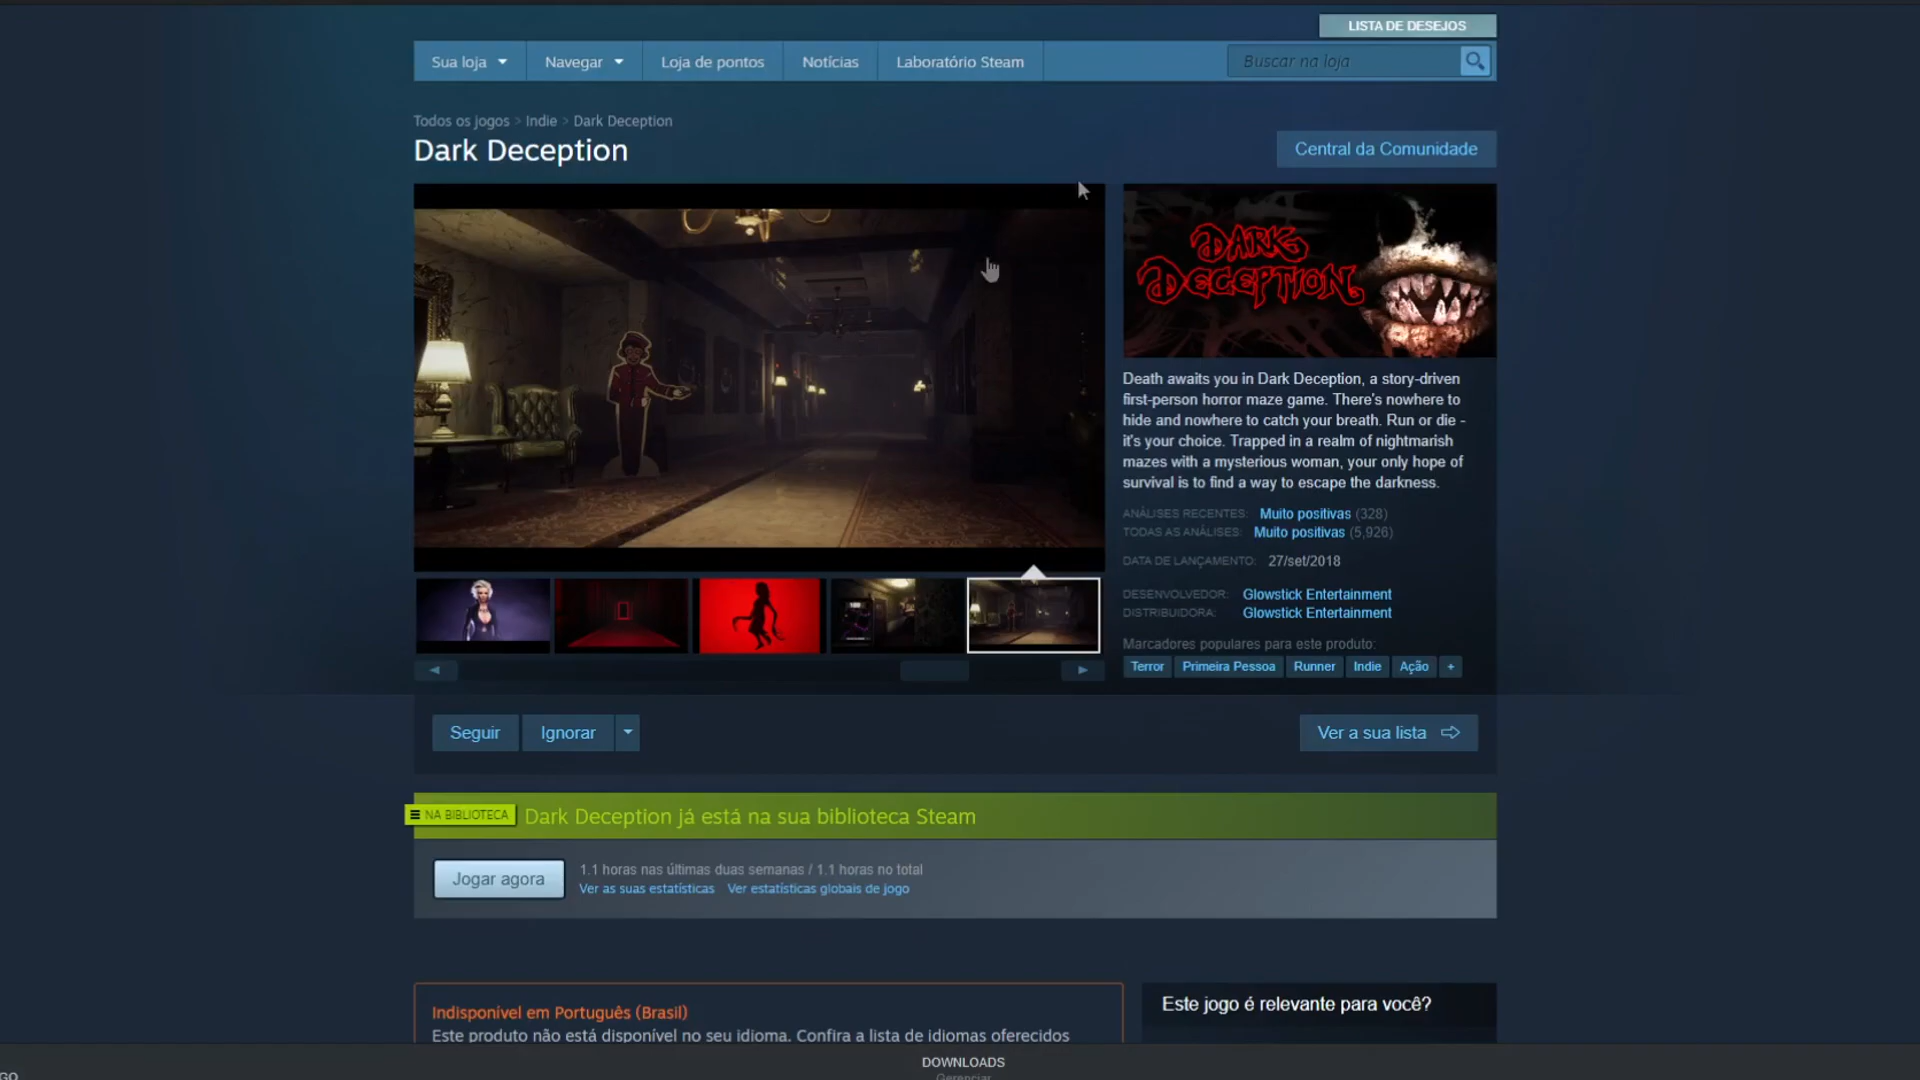 LISTA DE DESEJOS
Sua loja
Navegar
Loja de pontos
Notícias
Laboratório Steam
Buscar na loja
Todos os jogos > Indie > Dark Deception
Dark Deception
Central da Comunidade
DARK
DECEPTION
Death awaits you in Dark Deception, a story-driven
first-person horror maze game. There's nowhere to
hide and nowhere to catch your breath. Run or die -
it's your choice. Trapped in a realm of nightmarish
mazes with a mysterious woman, your only hope of
survival is to find a way to escape the darkness.
ANÁLISES RECENTES: Muito positivas (328)
TODAS AS ANÁLISES: Muito positivas (5,926)
DATA DE LANÇAMENTO: 27/set/2018
DESENVOLVEDOR: Glowstick Entertainment
DISTRIBUIDORA: Glowstick Entertainment
Marcadores populares para este produto:
Terror Primeira Pessoa Runner Indie Ação +
Seguir
Ignorar
Ver a sua lista
NA BIBLIOTECA
Dark Deception já está na sua biblioteca Steam
Jogar agora
1.1 horas nas últimas duas semanas / 1.1 horas no total
Ver as suas estatísticas Ver estatísticas globais de jogo
Indisponível em Português (Brasil)
Este produto não está disponível no seu idioma. Confira a lista de idiomas oferecidos
Este jogo é relevante para você?
DOWNLOADS
Gerenciar